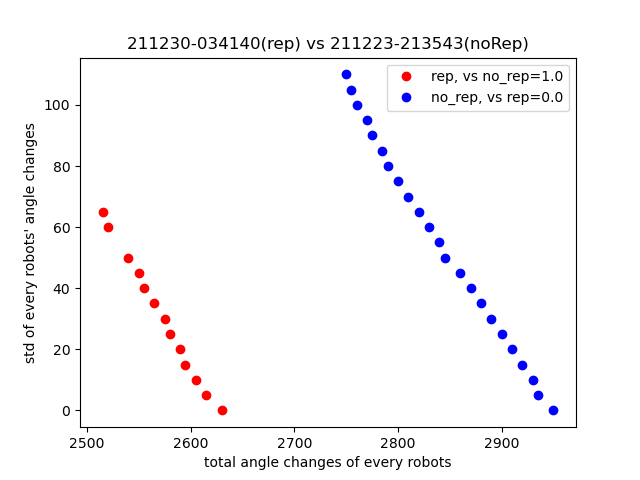 211230-034140(rep) vs 211223-213543(noRep)
rep, vs no_rep=1.0
no_rep, vs rep=0.0
std of every robots' angle changes
100
80
60
40
20
0
2500 2600 2700 2800 2900
total angle changes of every robots